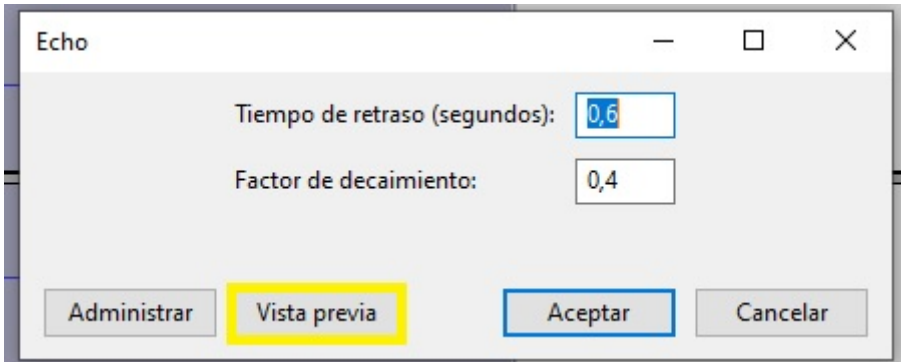 Echo
Tiempo de retraso (segundos): 0,6
Factor de decaimiento: 0,4
Administrar Vista previa Aceptar Cancelar